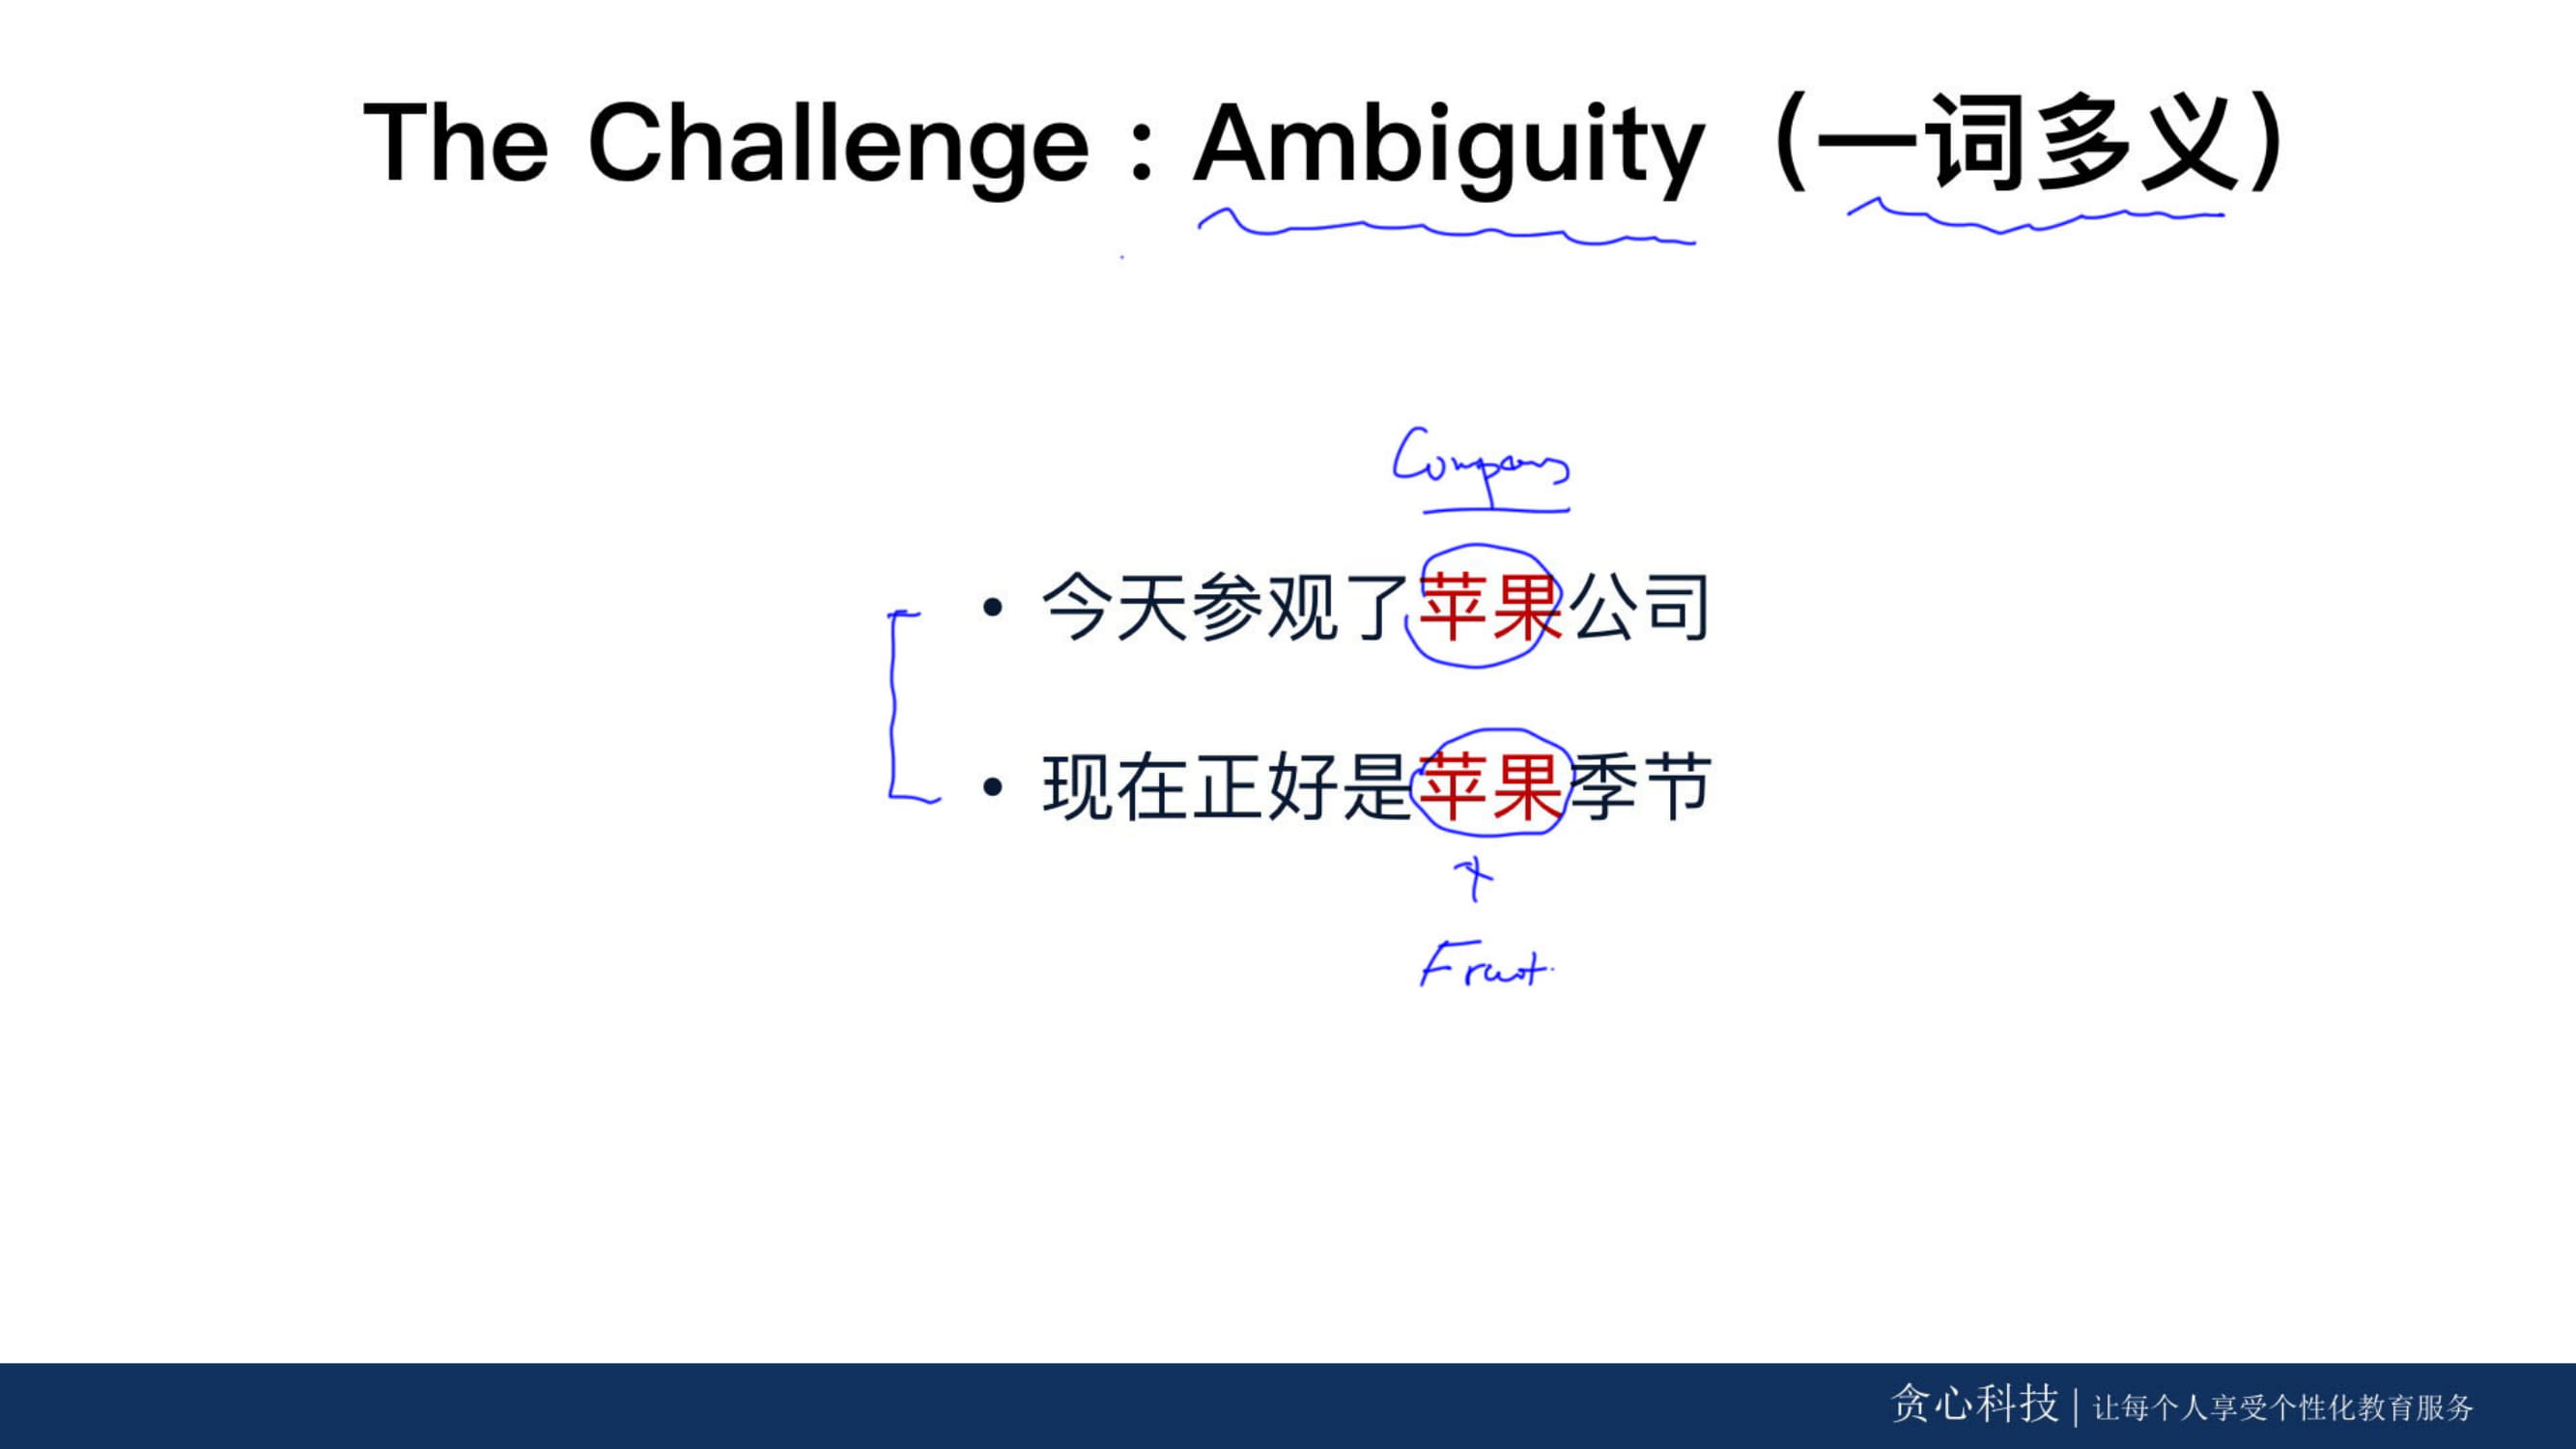 The Challenge：Ambiguity（一词多义）
Company
• 今天参观了苹果公司
• 现在正好是苹果季节
Fruit.
贪心科技 | 让每个人享受个性化教育服务